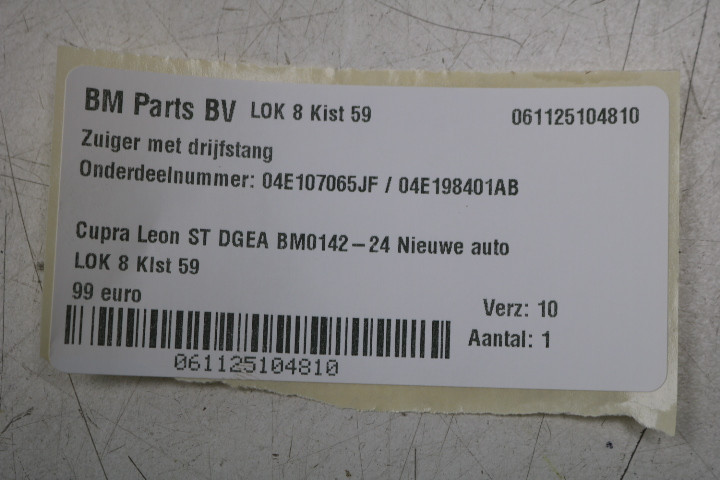 BM Parts BV LOK 8 Kist 59 061125104810
Zuiger met drijfstang
Onderdeelnummer: 04E107065JF / 04E198401AB
Cupra Leon ST DGEA BM0142-24 Nieuwe auto
LOK 8 KIst 59
99 euro
Verz: 10
Aantal: 1
061125104810